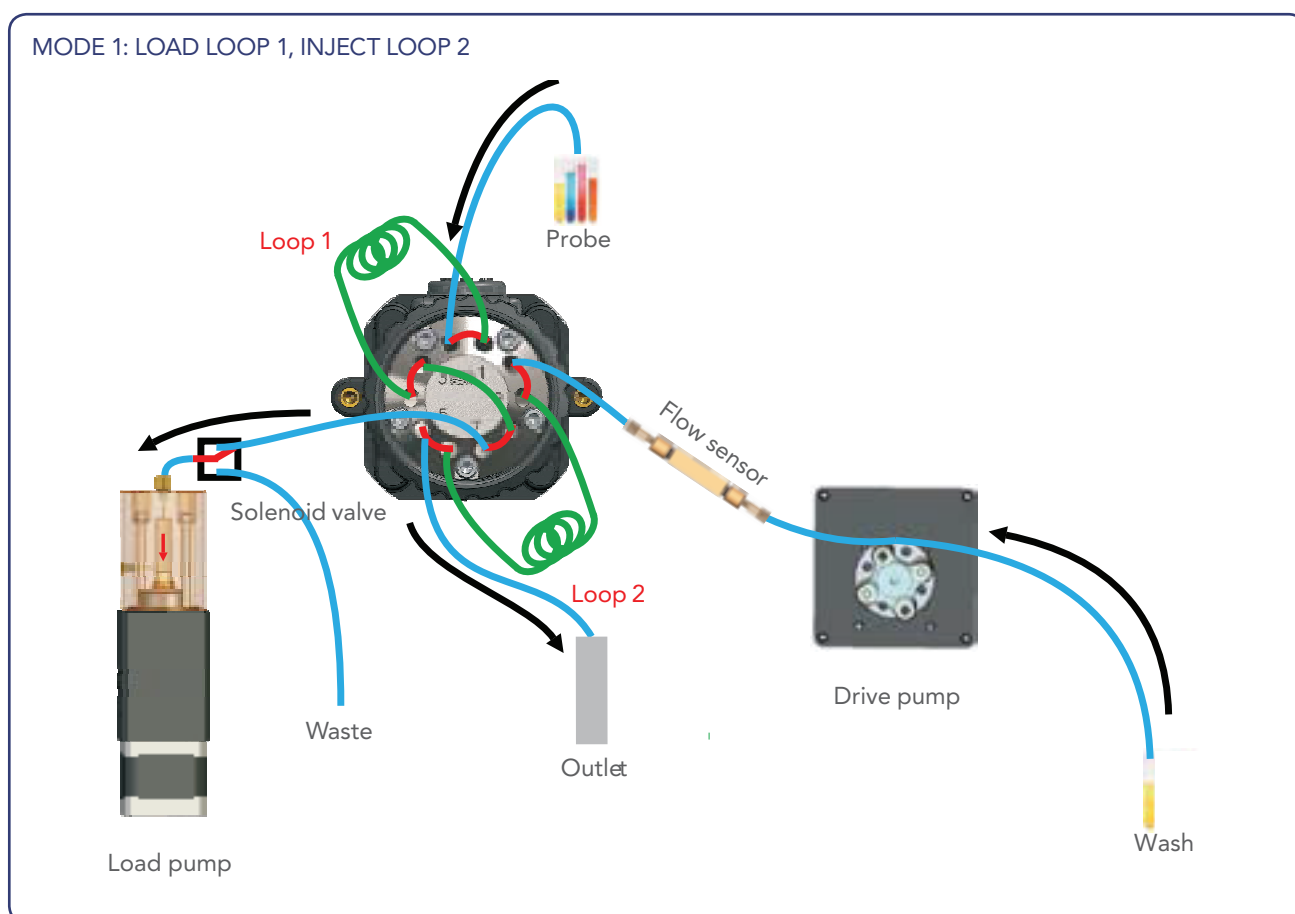 MODE 1: LOAD LOOP 1, INJECT LOOP 2
Probe
Loop 1
Flow sensor
Solenoid valve
Loop 2
Drive pump
Waste
Outlet
Wash
Load pump